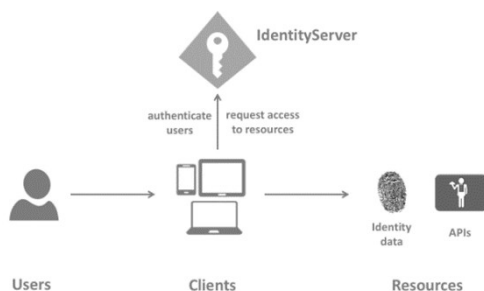 IdentityServer
authenticate
users
request access
to resources
Identity
data
APIs
Users
Clients
Resources